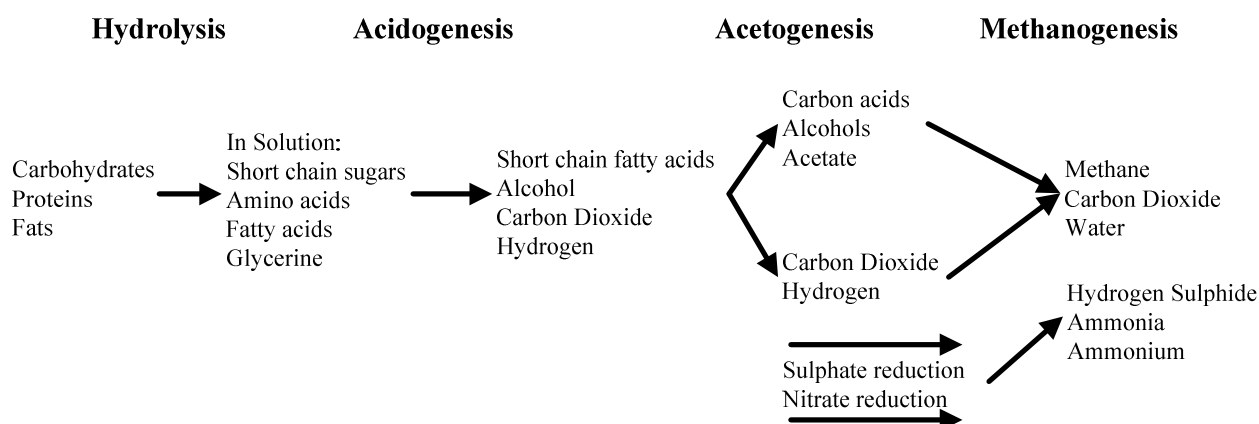 Hydrolysis
Acidogenesis
Acetogenesis
Methanogenesis
Carbohydrates
Proteins
Fats
In Solution:
Short chain sugars
Amino acids
Fatty acids
Glycerine
Short chain fatty acids
Alcohol
Carbon Dioxide
Hydrogen
Carbon acids
Alcohols
Acetate
Carbon Dioxide
Hydrogen
Sulphate reduction
Nitrate reduction
Methane
Carbon Dioxide
Water
Hydrogen Sulphide
Ammonia
Ammonium